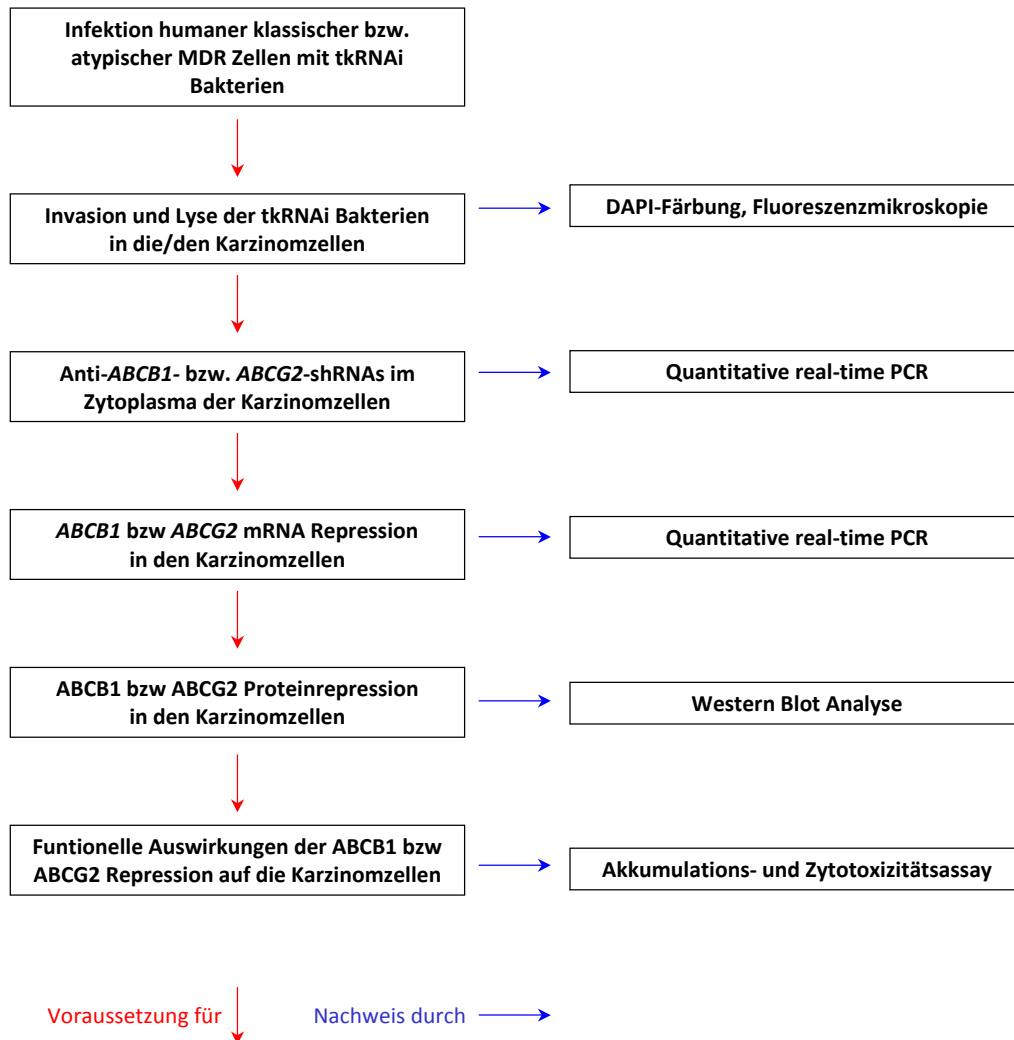 Infektion humaner klassischer bzw.
atypischer MDR Zellen mit tkRNAi
Bakterien
Invasion und Lyse der tkRNAi Bakterien
in die/den Karzinomzellen
DAPI-Färbung, Fluoreszenzmikroskopie
Anti-ABCB1- bzw. ABCG2-shRNAs im
Zytoplasma der Karzinomzellen
Quantitative real-time PCR
ABCB1 bzw ABCG2 mRNA Repression
in den Karzinomzellen
Quantitative real-time PCR
ABCB1 bzw ABCG2 Proteinrepression
in den Karzinomzellen
Western Blot Analyse
Funtionelle Auswirkungen der ABCB1 bzw
ABCG2 Repression auf die Karzinomzellen
Akkumulations- und Zytotoxizitätsassay
Voraussetzung für
Nachweis durch